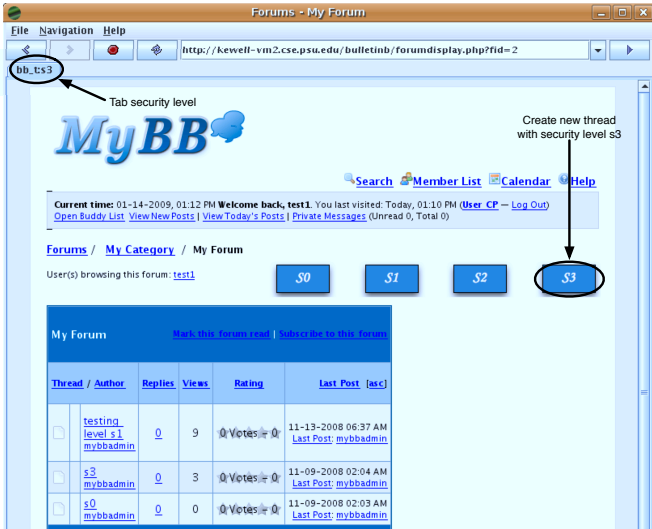 Forums - My Forum
File Navigation Help
http://kewell-vm2.cse.psu.edu/bulletinb/forumdisplay.php?fid=2
bb_t:s3
Tab security level
Create new thread
with security level s3
MyBB
Search Member List Calendar Help
Current time: 01-14-2009, 01:12 PM Welcome back, test1. You last visited: Today, 01:10 PM (User CP — Log Out)
Open Buddy List View New Posts | View Today's Posts | Private Messages (Unread 0, Total 0)
Forums / My Category / My Forum
User(s) browsing this forum: test1
S0 S1 S2 S3
My Forum Mark this forum read | Subscribe to this forum
Thread / Author Replies Views Rating Last Post [asc]
testing
level s1
mybbadmin
0 9 0 Votes - 0
11-13-2008 06:37 AM
Last Post: mybbadmin
s3
mybbadmin
0 3 0 Votes - 0
11-09-2008 02:04 AM
Last Post: mybbadmin
s0
mybbadmin
0 0 0 Votes - 0
11-09-2008 02:03 AM
Last Post: mybbadmin